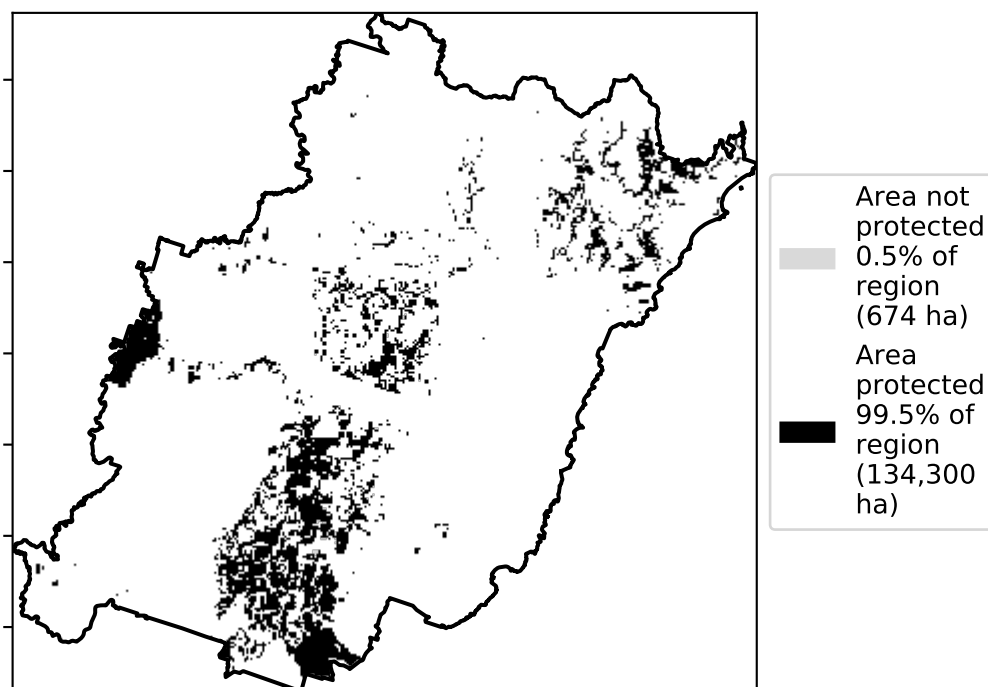 Area not
protected
0.5% of
region
(674 ha)
Area
protected
99.5% of
region
(134,300
ha)